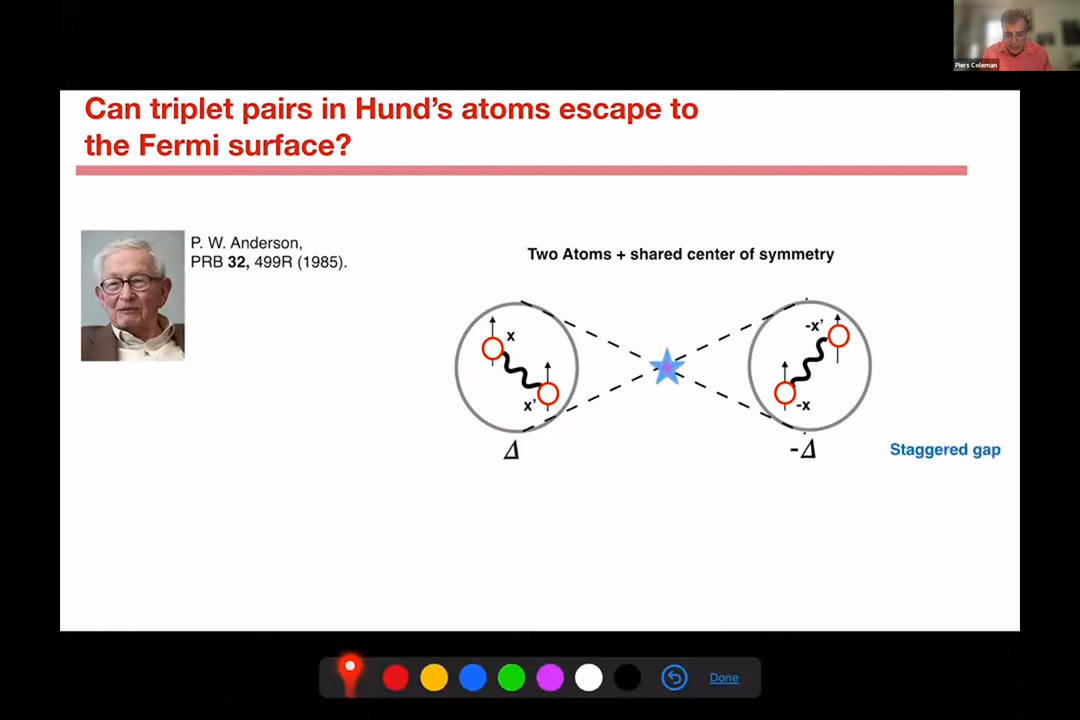 Piers Coleman
Can triplet pairs in Hund's atoms escape to
the Fermi surface?
P. W. Anderson,
PRB 32, 499R (1985).
Two Atoms + shared center of symmetry
x
x'
-x'
-x
Δ
-Δ
Staggered gap
Done